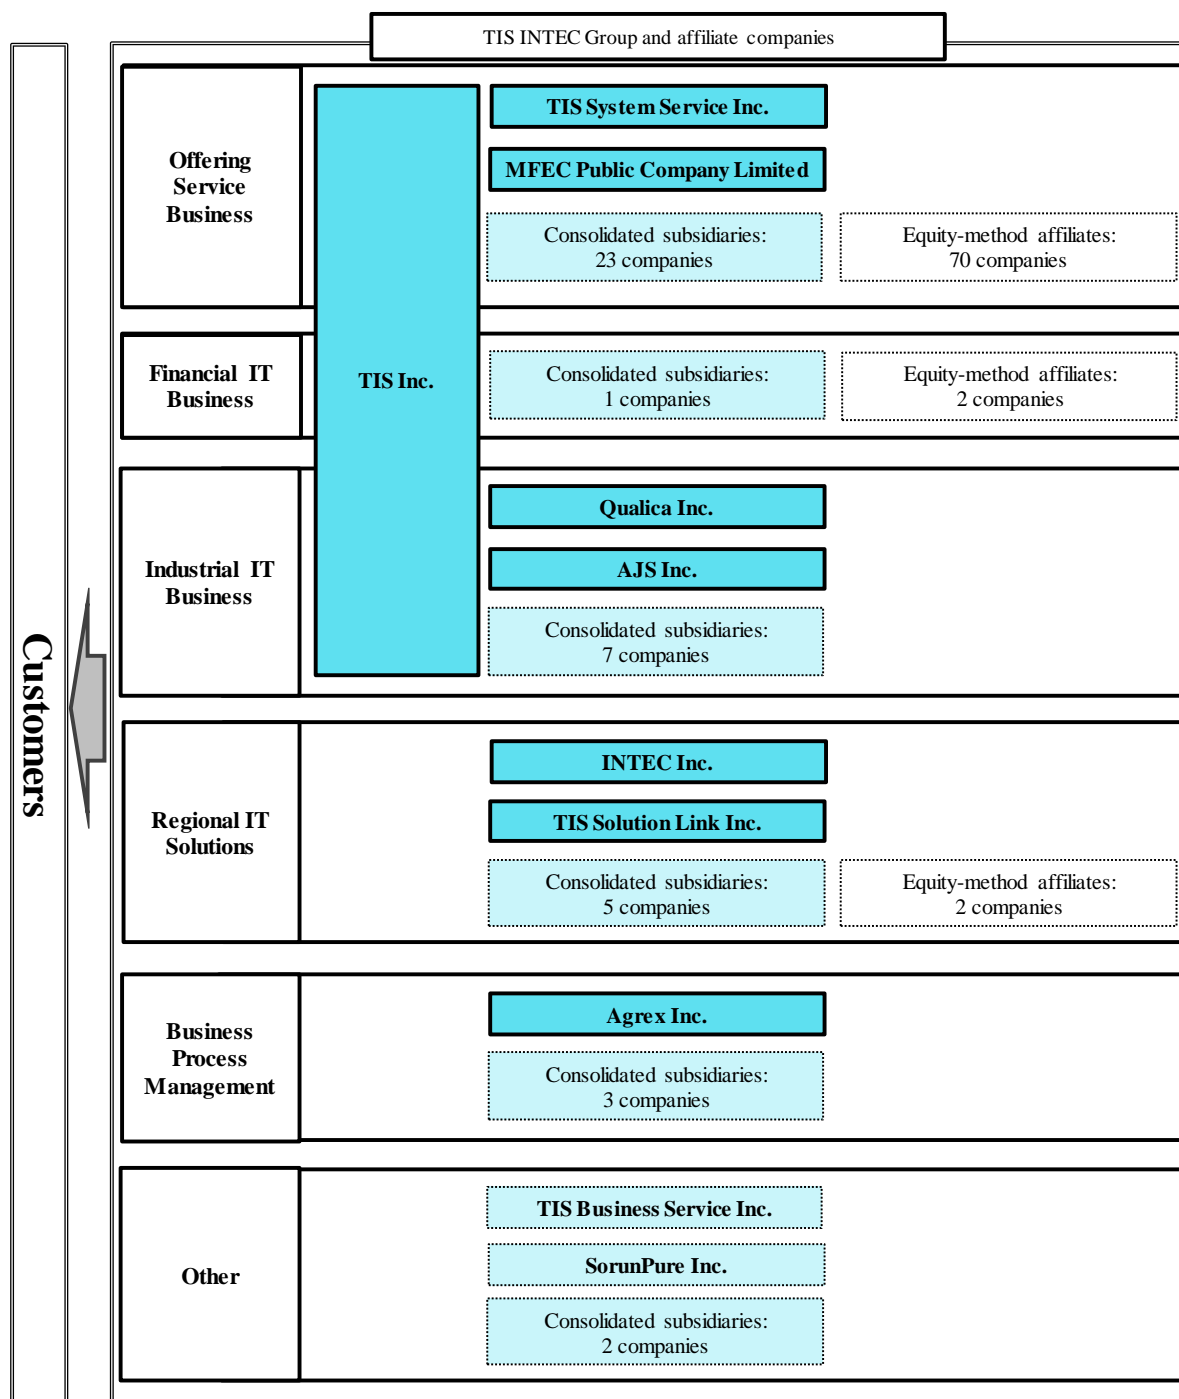 TIS INTEC Group and affiliate companies
Customers
Offering
Service
Business
TIS Inc.
TIS System Service Inc.
MFEC Public Company Limited
Consolidated subsidiaries:
23 companies
Equity-method affiliates:
70 companies
Financial IT
Business
Consolidated subsidiaries:
1 companies
Equity-method affiliates:
2 companies
Industrial IT
Business
Qualica Inc.
AJS Inc.
Consolidated subsidiaries:
7 companies
Regional IT
Solutions
INTEC Inc.
TIS Solution Link Inc.
Consolidated subsidiaries:
5 companies
Equity-method affiliates:
2 companies
Business
Process
Management
Agrex Inc.
Consolidated subsidiaries:
3 companies
Other
TIS Business Service Inc.
SorunPure Inc.
Consolidated subsidiaries:
2 companies